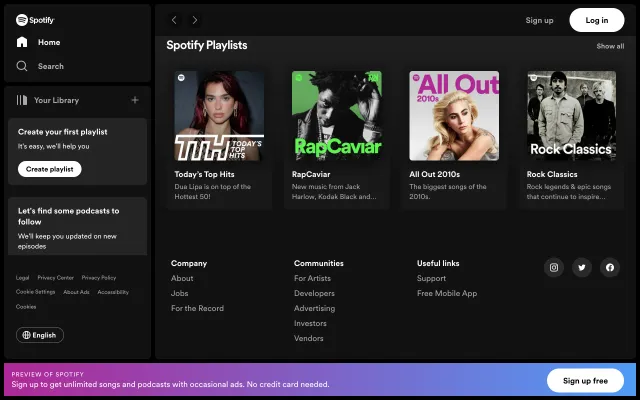 Spotify
Home
Search
Your Library
Create your first playlist
It's easy, we'll help you
Create playlist
Let's find some podcasts to follow
We'll keep you updated on new episodes
Legal
Privacy Center
Privacy Policy
Cookie Settings
About Ads
Accessibility
Cookies
English
Sign up
Log in
Spotify Playlists
Show all
TTH TODAY'S TOP HITS
Today's Top Hits
Dua Lipa is on top of the
Hottest 50!
RapCaviar
RapCaviar
New music from Jack
Harlow, Kodak Black and...
All Out
2010s
All Out 2010s
The biggest songs of the
2010s.
Rock Classics
Rock Classics
Rock legends & epic songs
that continue to inspire...
Company
About
Jobs
For the Record
Communities
For Artists
Developers
Advertising
Investors
Vendors
Useful links
Support
Free Mobile App
PREVIEW OF SPOTIFY
Sign up to get unlimited songs and podcasts with occasional ads. No credit card needed.
Sign up free